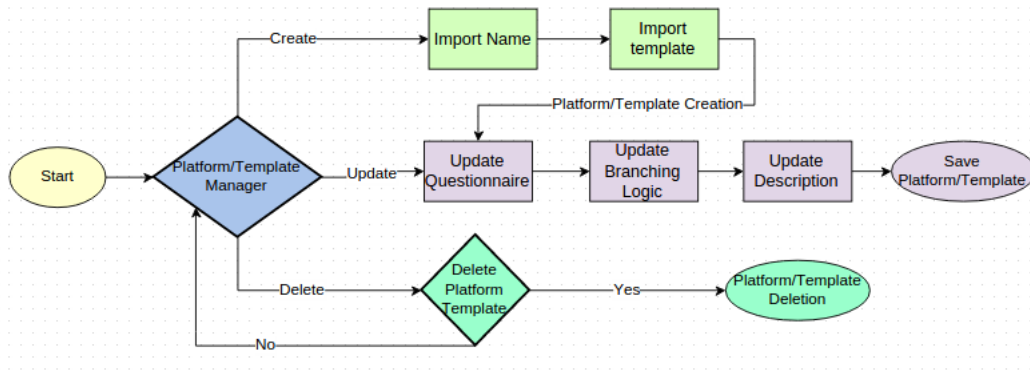 Create
Import Name
Import
template
Platform/Template Creation
Start
Platform/Template
Manager
Update
Update
Questionnaire
Update
Branching
Logic
Update
Description
Save
Platform/Template
Delete
Delete
Platform
Template
Yes
Platform/Template
Deletion
No